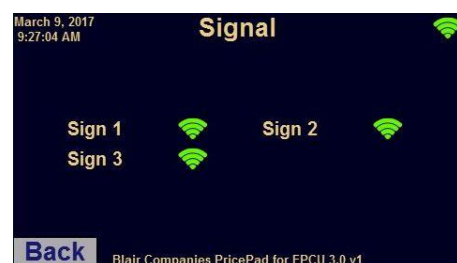 March 9, 2017
9:27:04 AM
Signal
Sign 1
Sign 2
Sign 3
Back
Blair Companies PricePad for EPCU 3.0 v1